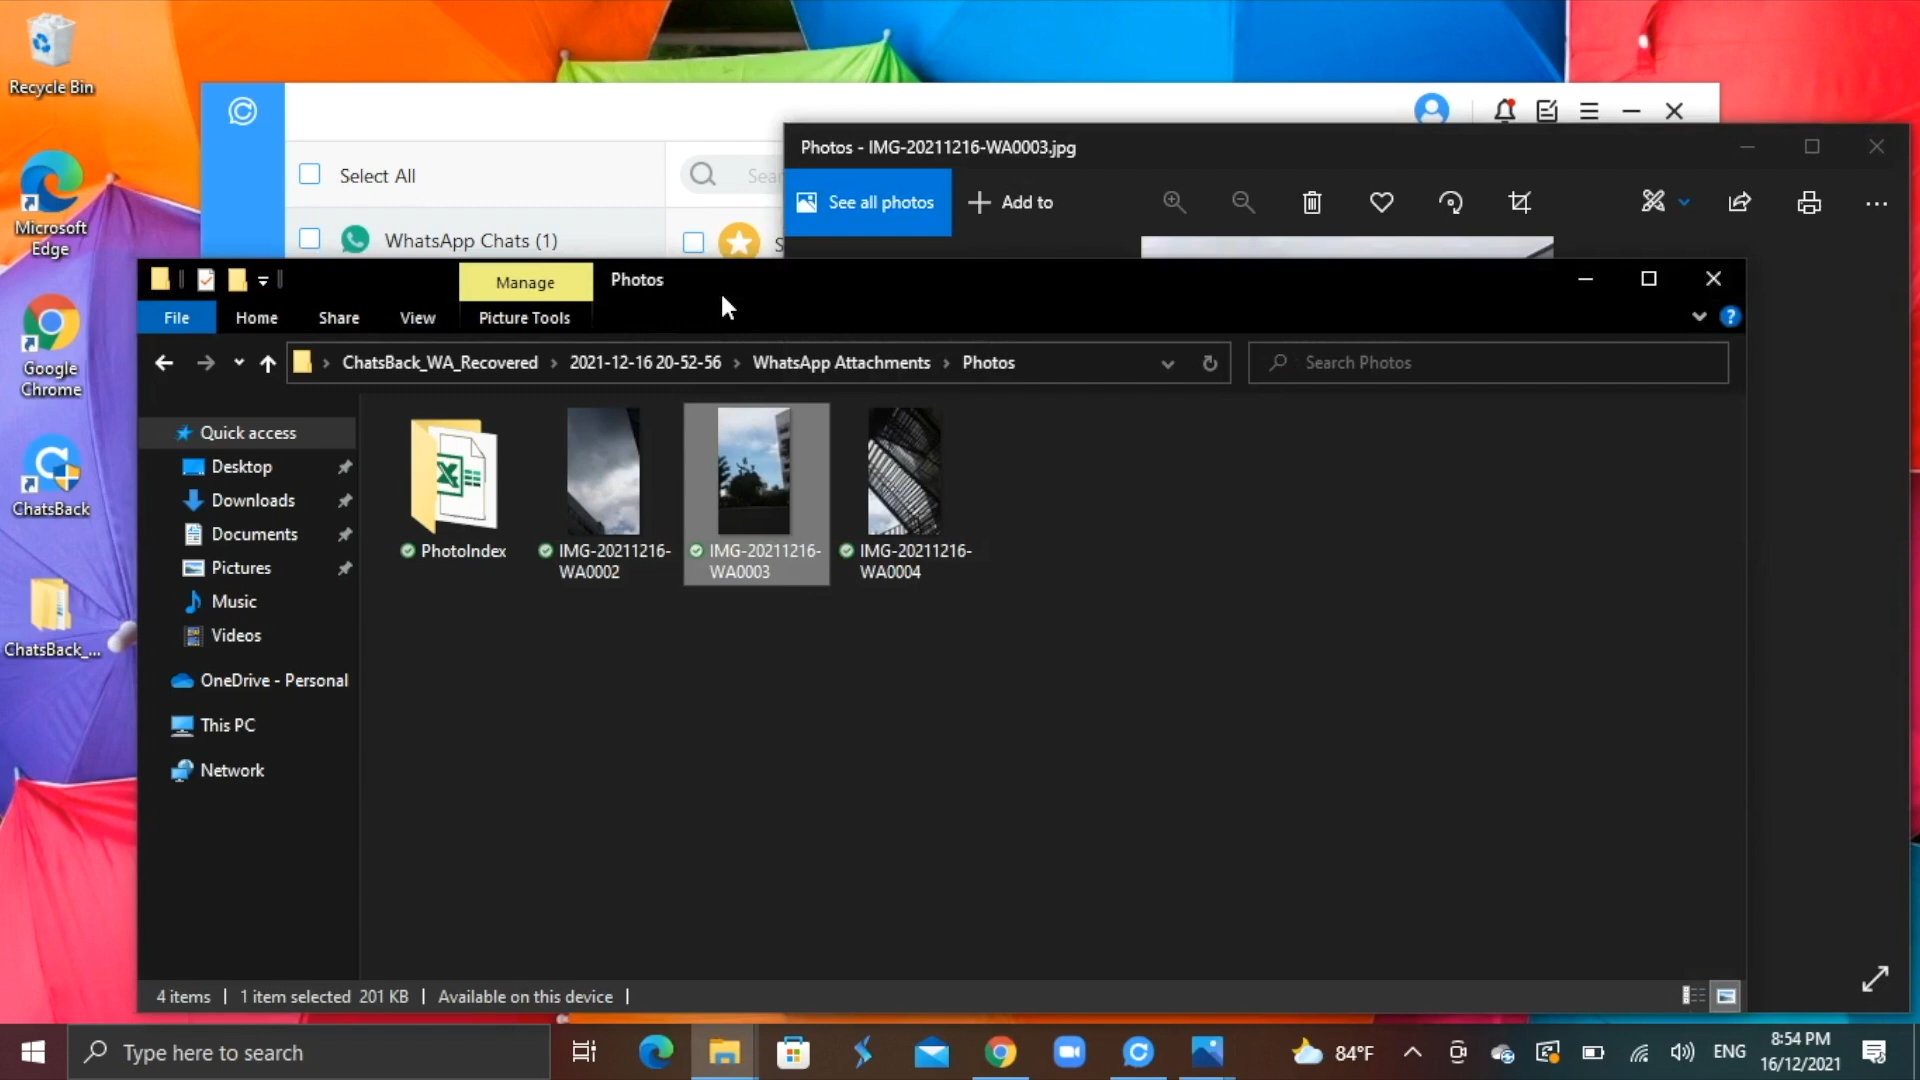 Recycle Bin
Microsoft
Edge
Google
Chrome
ChatsBack
ChatsBack_...
Select All
WhatsApp Chats (1)
Photos - IMG-20211216-WA0003.jpg
See all photos
Add to
Manage
Photos
File
Home
Share
View
Picture Tools
ChatsBack_WA_Recovered
2021-12-16 20-52-56
WhatsApp Attachments
Photos
Search Photos
Quick access
Desktop
Downloads
Documents
Pictures
Music
Videos
OneDrive - Personal
This PC
Network
PhotoIndex
IMG-20211216-
WA0002
IMG-20211216-
WA0003
IMG-20211216-
WA0004
4 items
1 item selected 201 KB
Available on this device
Type here to search
84°F
ENG
8:54 PM
16/12/2021